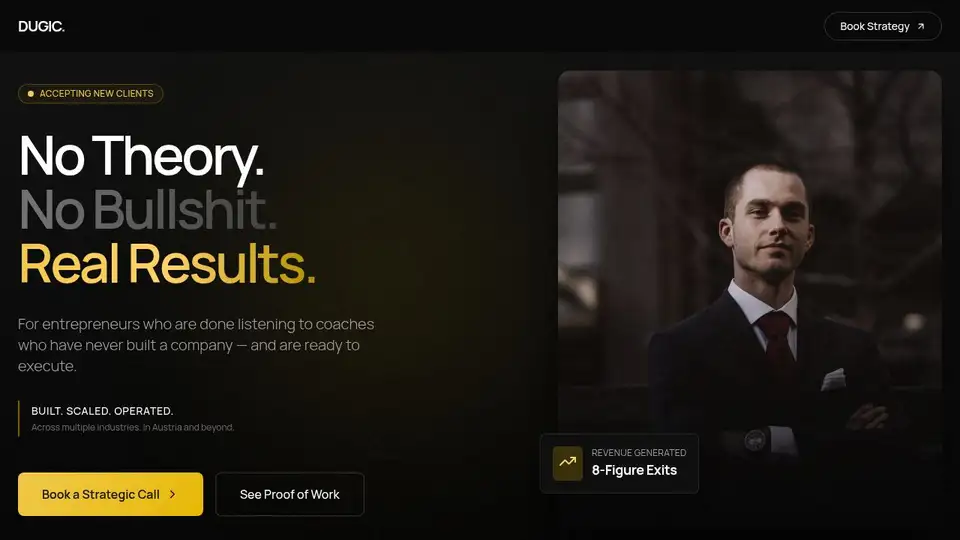 DUGIC.
Book Strategy
ACCEPTING NEW CLIENTS
No Theory.
No Bullshit.
Real Results.
For entrepreneurs who are done listening to coaches
who have never built a company — and are ready to
execute.
BUILT. SCALED. OPERATED.
Across multiple industries. In Austria and beyond.
Book a Strategic Call
See Proof of Work
REVENUE GENERATED
8-Figure Exits